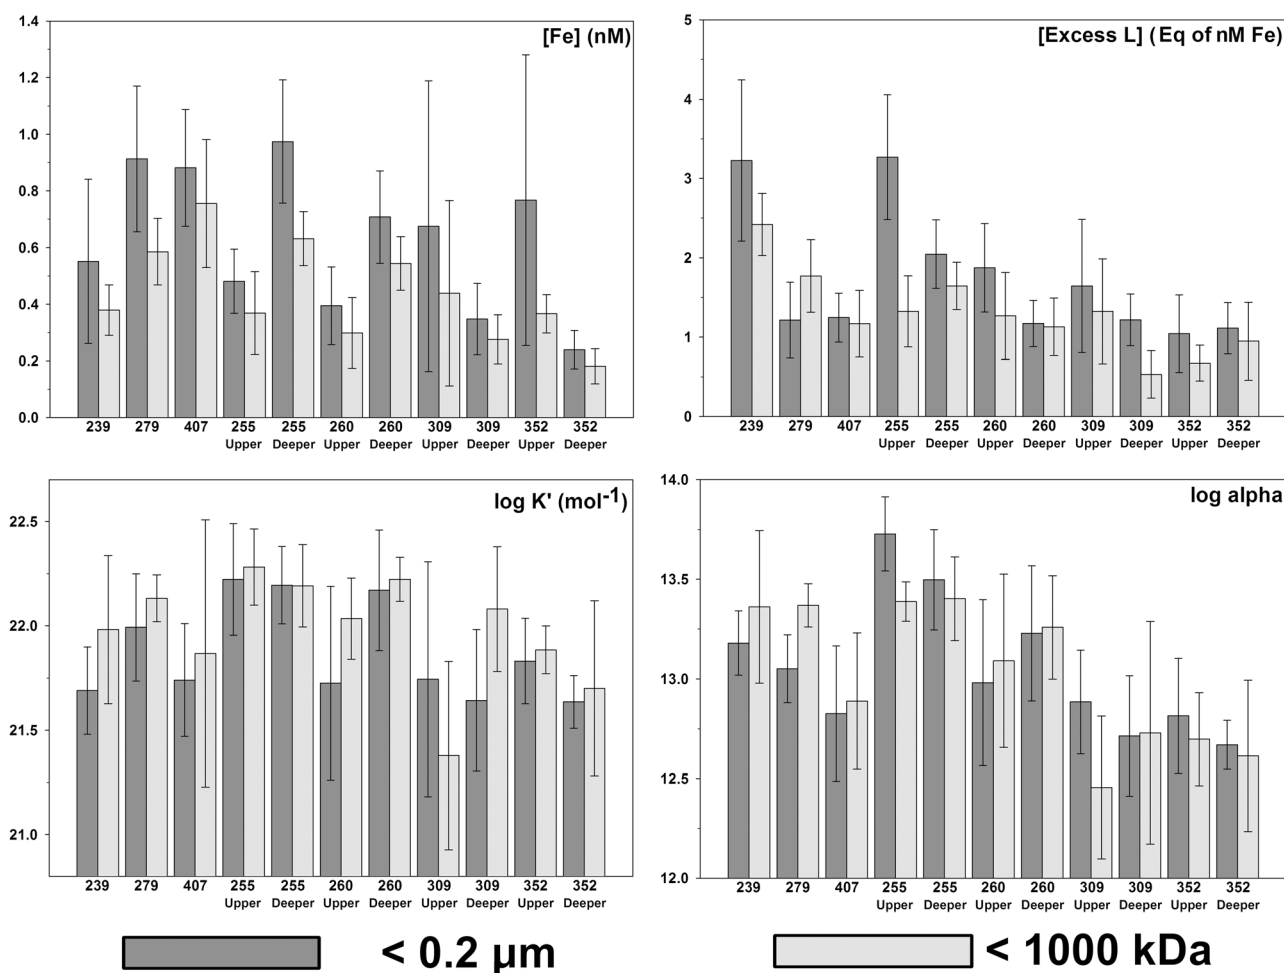 [Fe] (nM)
1.4
1.2
1.0
0.8
0.6
0.4
0.2
0.0
239 279 407 255 255 260 260 309 309 352 352
Upper Deeper Upper Deeper Upper Deeper Upper Deeper
[Excess L] (Eq of nM Fe)
5
4
3
2
1
0
239 279 407 255 255 260 260 309 309 352 352
Upper Deeper Upper Deeper Upper Deeper Upper Deeper
log K' (mol-1)
22.5
22.0
21.5
21.0
239 279 407 255 255 260 260 309 309 352 352
Upper Deeper Upper Deeper Upper Deeper Upper Deeper
log alpha
14.0
13.5
13.0
12.5
12.0
239 279 407 255 255 260 260 309 309 352 352
Upper Deeper Upper Deeper Upper Deeper Upper Deeper
< 0.2 µm
< 1000 kDa